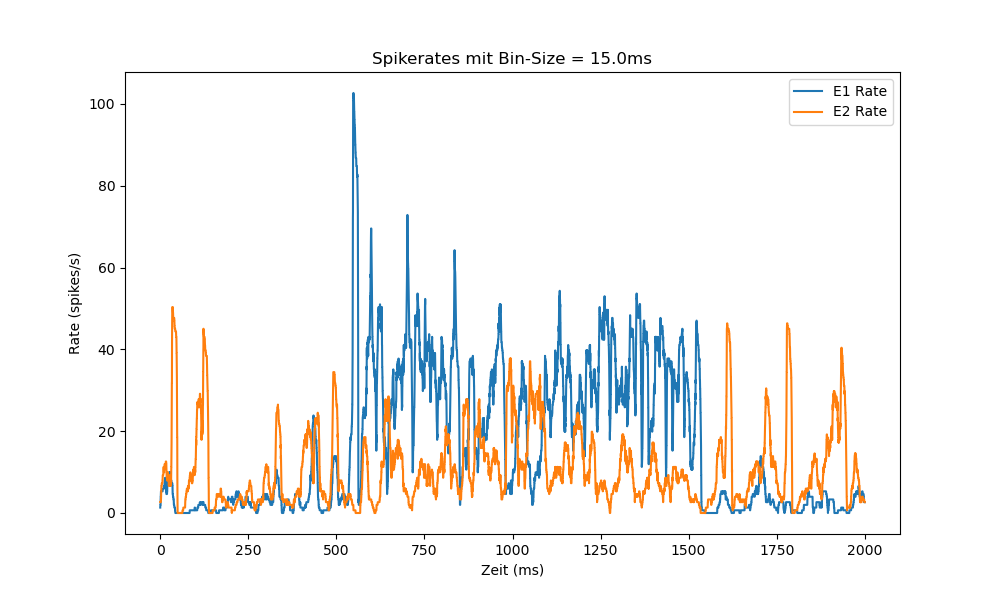 Spikerates mit Bin-Size = 15.0ms
E1 Rate
E2 Rate
100
80
60
40
20
0
Rate (spikes/s)
0 250 500 750 1000 1250 1500 1750 2000
Zeit (ms)